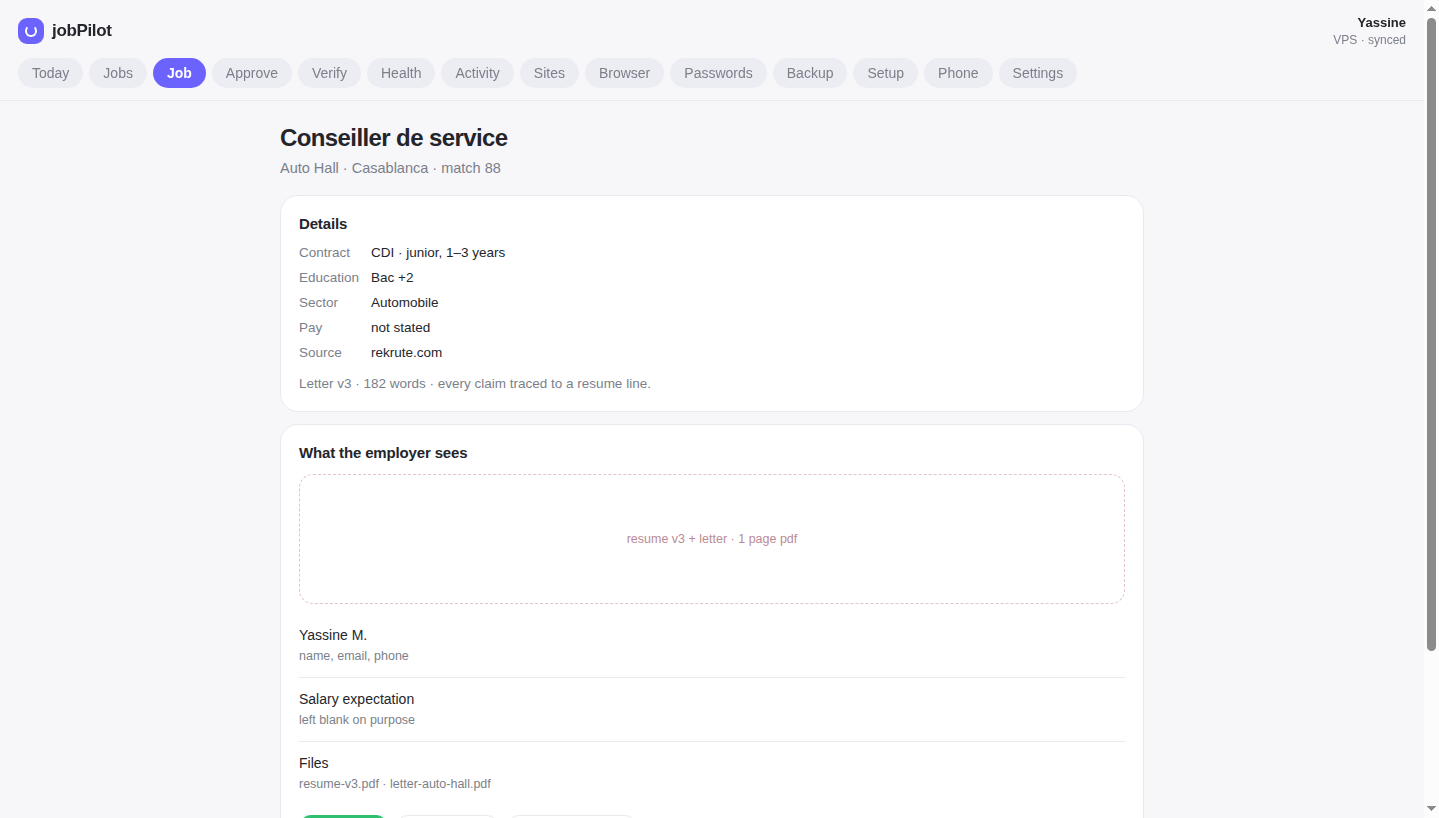 jobPilot
Yassine
VPS · synced
Today Jobs Job Approve Verify Health Activity Sites Browser Passwords Backup Setup Phone Settings
Conseiller de service
Auto Hall · Casablanca · match 88
Details
Contract CDI · junior, 1–3 years
Education Bac +2
Sector Automobile
Pay not stated
Source rekrute.com
Letter v3 · 182 words · every claim traced to a resume line.
What the employer sees
resume v3 + letter · 1 page pdf
Yassine M.
name, email, phone
Salary expectation
left blank on purpose
Files
resume-v3.pdf · letter-auto-hall.pdf